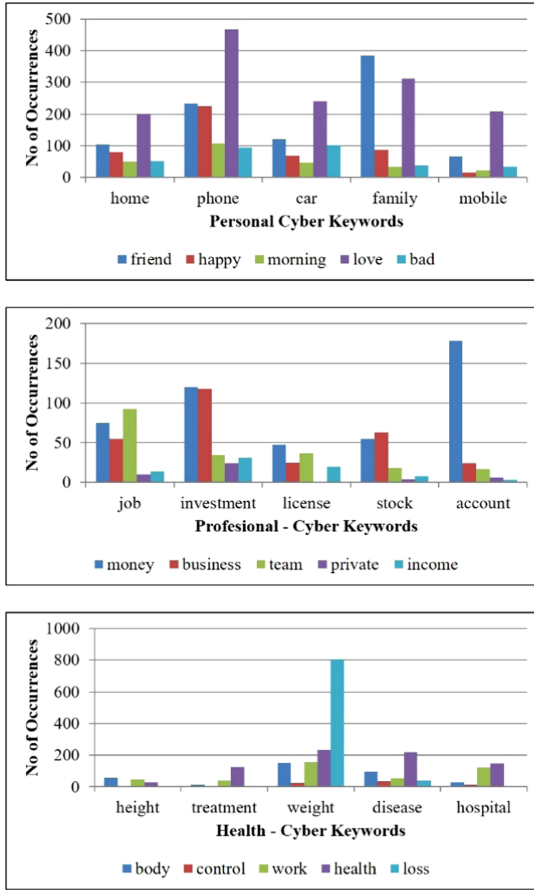 500
400
300
200
100
0
No of Occurrences
home phone car family mobile
Personal Cyber Keywords
friend happy morning love bad
200
150
100
50
0
No of Occurrences
job investment license stock account
Profesional - Cyber Keywords
money business team private income
1000
800
600
400
200
0
No of Occurrences
height treatment weight disease hospital
Health - Cyber Keywords
body control work health loss